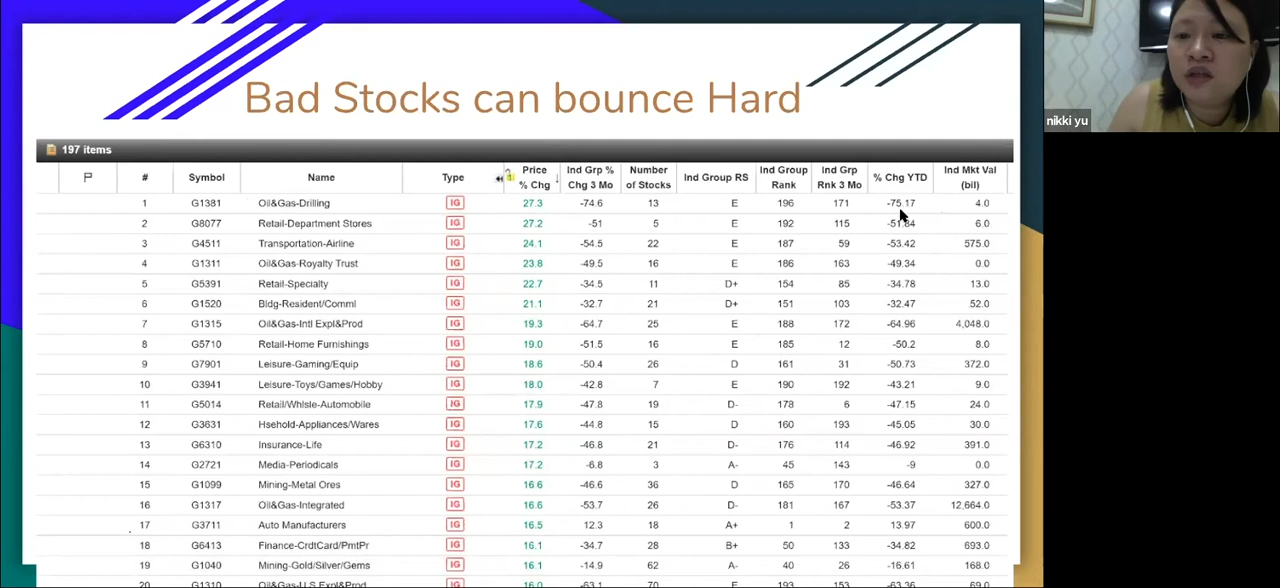 Bad Stocks can bounce Hard
nikki yu
197 items
# Symbol Name Type Price % Chg Ind Grp % Chg 3 Mo Number of Stocks Ind Group RS Ind Group Rank Ind Grp Rnk 3 Mo % Chg YTD Ind Mkt Val (bil)
1 G1381 Oil&Gas-Drilling IG 27.3 -74.6 13 E 196 171 -75.17 4.0
2 G8077 Retail-Department Stores IG 27.2 -51 5 E 192 115 -51.84 6.0
3 G4511 Transportation-Airline IG 24.1 -54.5 22 E 187 59 -53.42 575.0
4 G1311 Oil&Gas-Royalty Trust IG 23.8 -49.5 16 E 186 163 -49.34 0.0
5 G5391 Retail-Specialty IG 22.7 -34.5 11 D+ 154 85 -34.78 13.0
6 G1520 Bldg-Resident/Comml IG 21.1 -32.7 21 D+ 151 103 -32.47 52.0
7 G1315 Oil&Gas-Intl Expl&Prod IG 19.3 -64.7 25 E 188 172 -64.96 4,048.0
8 G5710 Retail-Home Furnishings IG 19.0 -51.5 16 E 185 12 -50.2 8.0
9 G7901 Leisure-Gaming/Equip IG 18.6 -50.4 26 D 161 31 -50.73 372.0
10 G3941 Leisure-Toys/Games/Hobby IG 18.0 -42.8 7 E 190 192 -43.21 9.0
11 G5014 Retail/Whlsle-Automobile IG 17.9 -47.8 19 D- 178 6 -47.15 24.0
12 G3631 Hsehold-Appliances/Wares IG 17.6 -44.8 15 D 160 193 -45.05 30.0
13 G6310 Insurance-Life IG 17.2 -46.8 21 D- 176 114 -46.92 391.0
14 G2721 Media-Periodicals IG 17.2 -6.8 3 A- 45 143 -9 0.0
15 G1099 Mining-Metal Ores IG 16.6 -46.6 36 D 165 170 -46.64 327.0
16 G1317 Oil&Gas-Integrated IG 16.6 -53.7 26 D- 181 167 -53.37 12,664.0
17 G3711 Auto Manufacturers IG 16.5 12.3 18 A+ 1 2 13.97 600.0
18 G6413 Finance-CrdtCard/PmtPr IG 16.1 -34.7 28 B+ 50 133 -34.82 693.0
19 G1040 Mining-Gold/Silver/Gems IG 16.1 -14.9 62 A- 40 26 -16.61 168.0
20 G1310 Oil&Gas-U S Expl&Prod IG 16.0 -63.1 70 E 193 153 -63.36 69.0